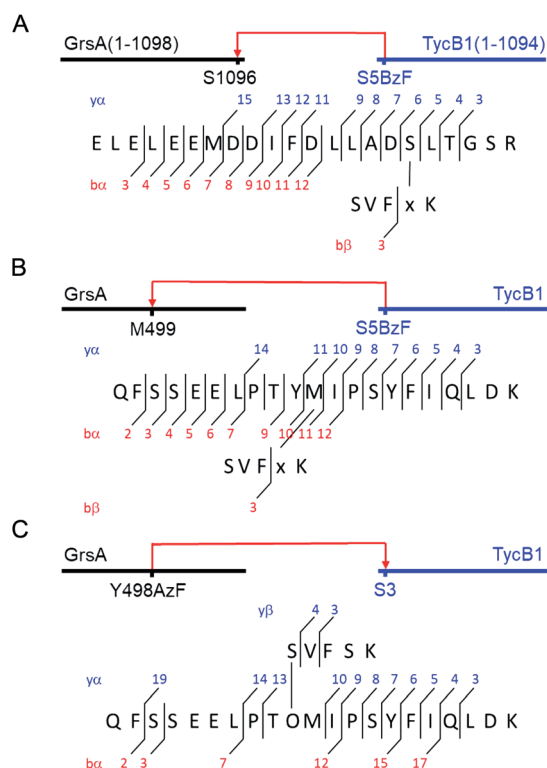 A
GrsA(1-1098) TycB1(1-1094)
S1096 S5BzF
yα 15 13 12 11 9 8 7 6 5 4 3
E L E L E E M D D I F D L L A D S L T G S R
bα 3 4 5 6 7 8 9 10 11 12
S V F x K
bβ 3
B
GrsA TycB1
M499 S5BzF
yα 14 11 10 9 8 7 6 5 4 3
Q F S S E E L P T Y M I P S Y F I Q L D K
bα 2 3 4 5 6 7 9 10 11 12
S V F x K
bβ 3
C
GrsA TycB1
Y498AzF S3
yβ 4 3
S V F S K
yα 19 14 13 10 9 8 7 6 5 4 3
Q F S S E E L P T O M I P S Y F I Q L D K
bα 2 3 7 12 15 17